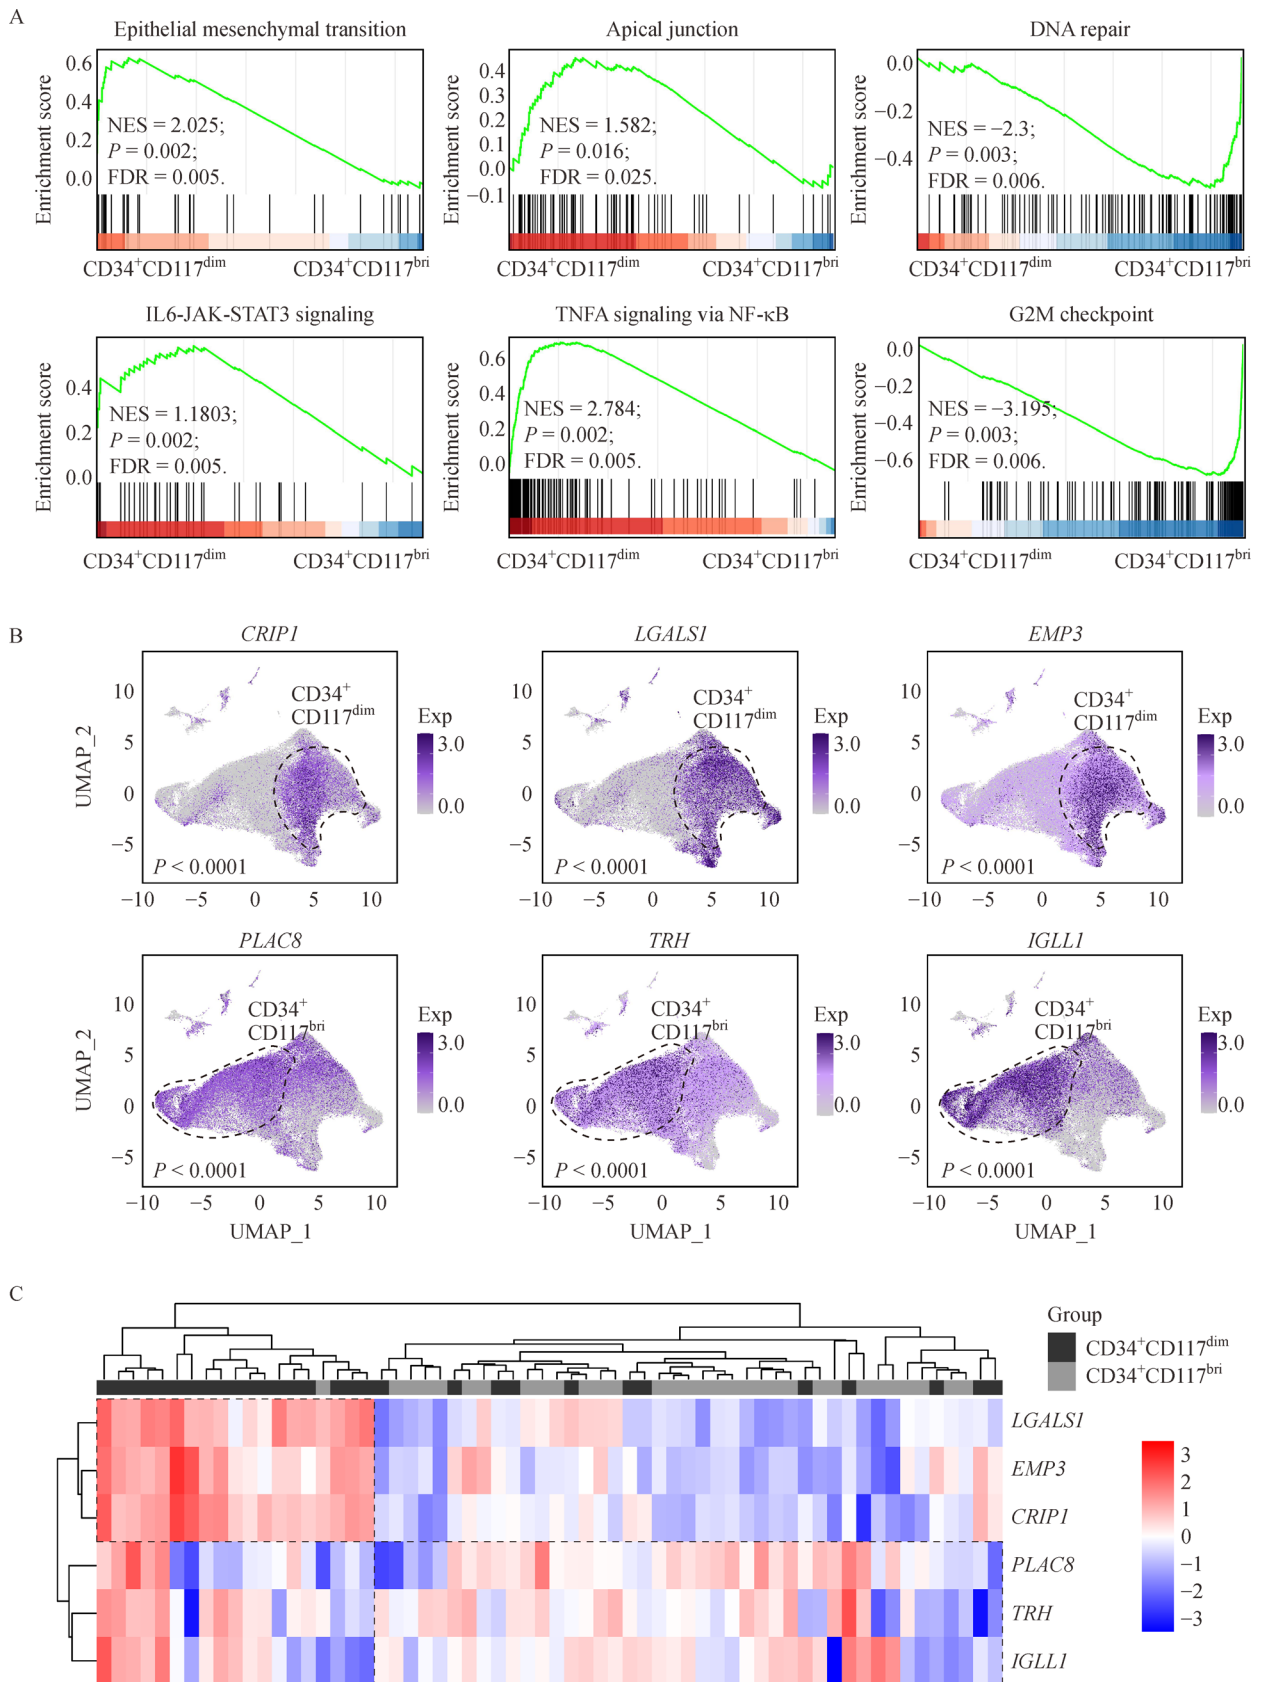 A
Epithelial mesenchymal transition
Apical junction
DNA repair
Enrichment score
0.6
0.4
0.2
0.0
NES = 2.025;
P = 0.002;
FDR = 0.005.
CD34⁺CD117ᵈⁱᵐ
CD34⁺CD117ᵇʳⁱ
Enrichment score
0.4
0.3
0.2
0.1
0.0
−0.1
NES = 1.582;
P = 0.016;
FDR = 0.025.
CD34⁺CD117ᵈⁱᵐ
CD34⁺CD117ᵇʳⁱ
Enrichment score
0.0
−0.2
−0.4
NES = −2.3;
P = 0.003;
FDR = 0.006.
CD34⁺CD117ᵈⁱᵐ
CD34⁺CD117ᵇʳⁱ
IL6-JAK-STAT3 signaling
TNFA signaling via NF-κB
G2M checkpoint
Enrichment score
0.4
0.2
0.0
NES = 1.1803;
P = 0.002;
FDR = 0.005.
CD34⁺CD117ᵈⁱᵐ
CD34⁺CD117ᵇʳⁱ
Enrichment score
0.6
0.4
0.2
0.0
NES = 2.784;
P = 0.002;
FDR = 0.005.
CD34⁺CD117ᵈⁱᵐ
CD34⁺CD117ᵇʳⁱ
Enrichment score
0.0
−0.2
−0.4
−0.6
NES = −3.195;
P = 0.003;
FDR = 0.006.
CD34⁺CD117ᵈⁱᵐ
CD34⁺CD117ᵇʳⁱ
B
CRIP1
UMAP_2
10
5
0
−5
CD34⁺
CD117ᵈⁱᵐ
P < 0.0001
−10 −5 0 5 10
Exp
3.0
0.0
LGALS1
10
5
0
−5
CD34⁺
CD117ᵈⁱᵐ
P < 0.0001
−10 −5 0 5 10
Exp
3.0
0.0
EMP3
10
5
0
−5
CD34⁺
CD117ᵈⁱᵐ
P < 0.0001
−10 −5 0 5 10
Exp
3.0
0.0
PLAC8
UMAP_2
10
5
0
−5
CD34⁺
CD117ᵇʳⁱ
P < 0.0001
−10 −5 0 5 10
UMAP_1
Exp
3.0
0.0
TRH
10
5
0
−5
CD34⁺
CD117ᵇʳⁱ
P < 0.0001
−10 −5 0 5 10
UMAP_1
Exp
3.0
0.0
IGLL1
10
5
0
−5
CD34⁺
CD117ᵇʳⁱ
P < 0.0001
−10 −5 0 5 10
UMAP_1
Exp
3.0
0.0
C
Group
CD34⁺CD117ᵈⁱᵐ
CD34⁺CD117ᵇʳⁱ
LGALS1
EMP3
CRIP1
PLAC8
TRH
IGLL1
3
2
1
0
−1
−2
−3